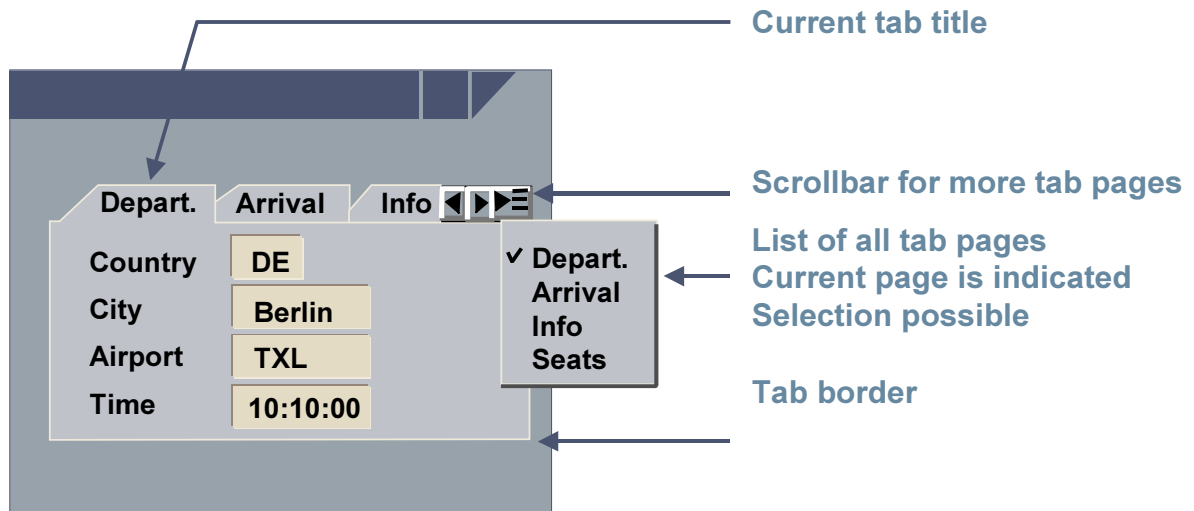 Current tab title
Depart. Arrival Info
Scrollbar for more tab pages
Country DE
City Berlin
Airport TXL
Time 10:10:00
✓ Depart.
Arrival
Info
Seats
List of all tab pages
Current page is indicated
Selection possible
Tab border